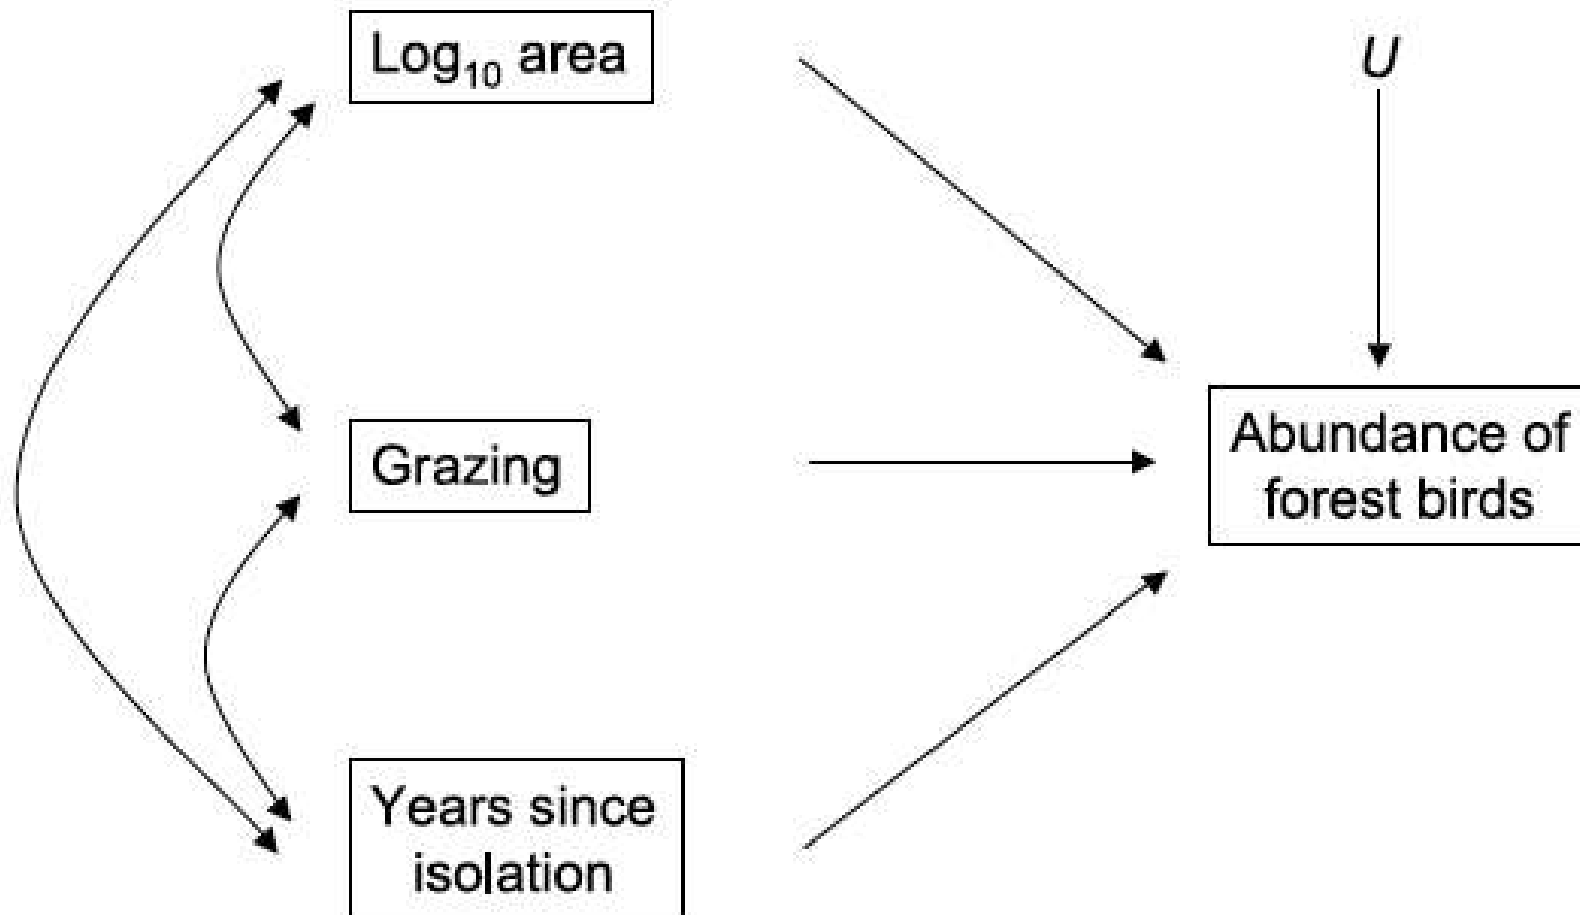 Log₁₀ area
U
Grazing
Abundance of
forest birds
Years since
isolation